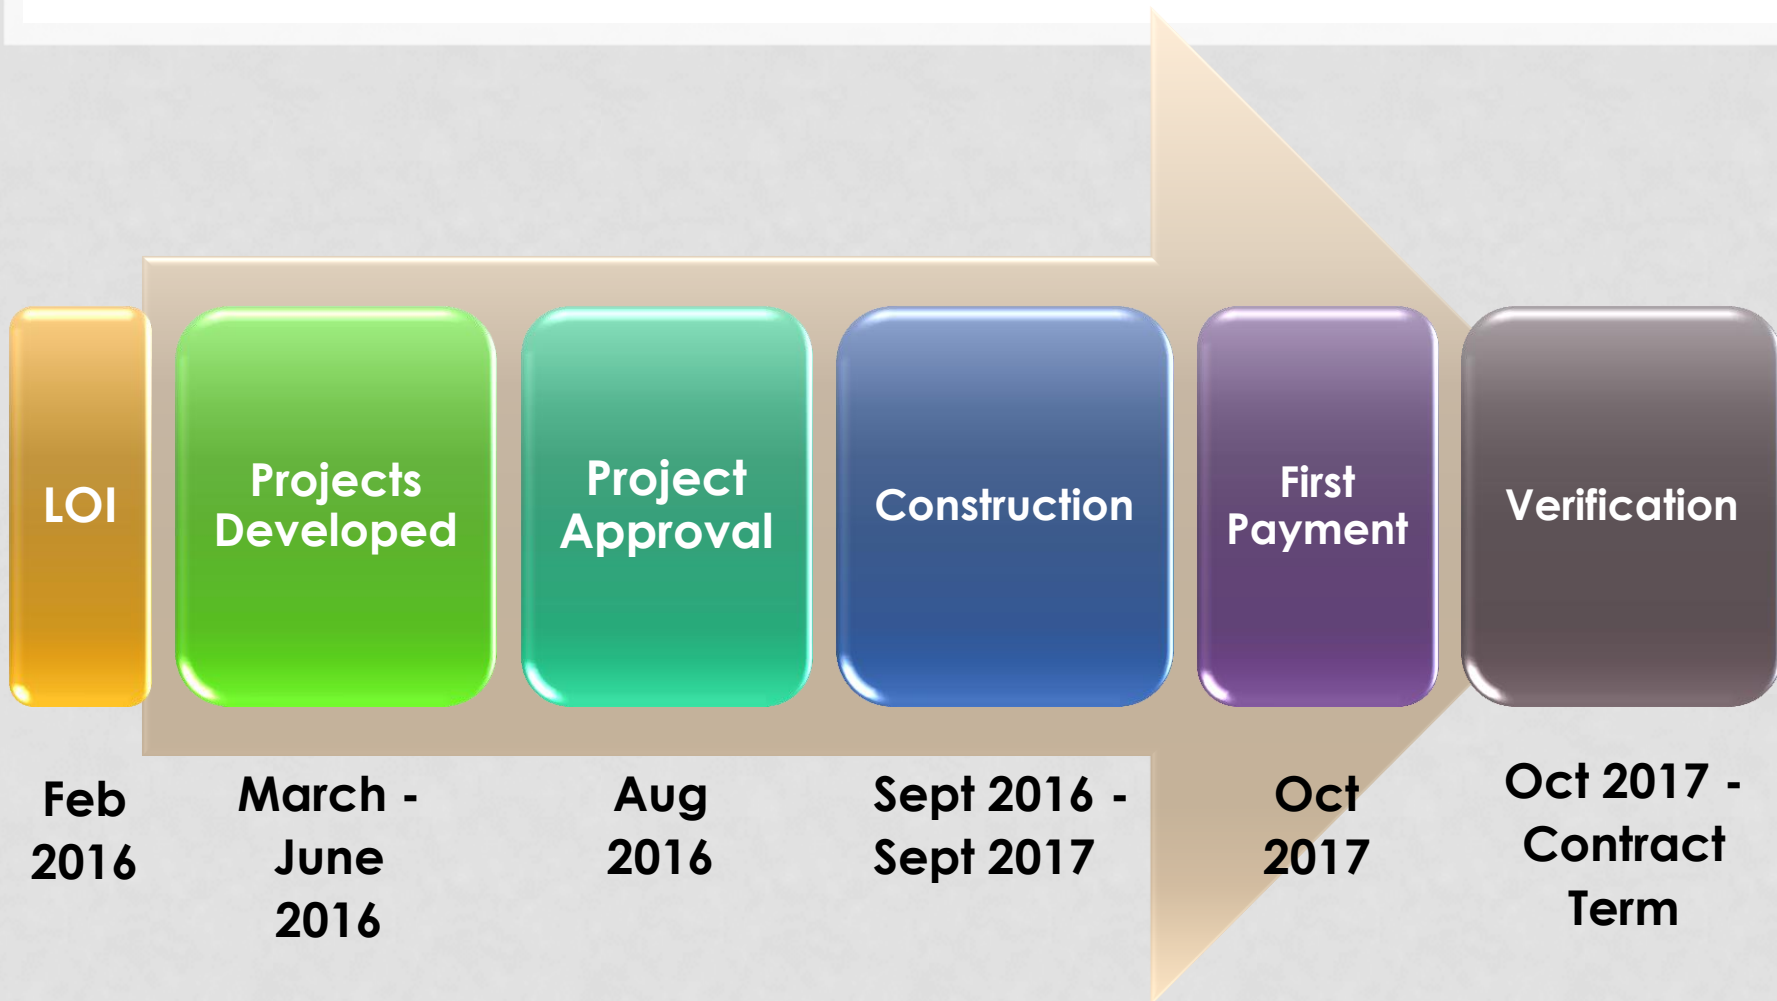 LOI
Projects
Developed
Project
Approval
Construction
First
Payment
Verification
Feb
2016
March -
June
2016
Aug
2016
Sept 2016 -
Sept 2017
Oct
2017
Oct 2017 -
Contract
Term